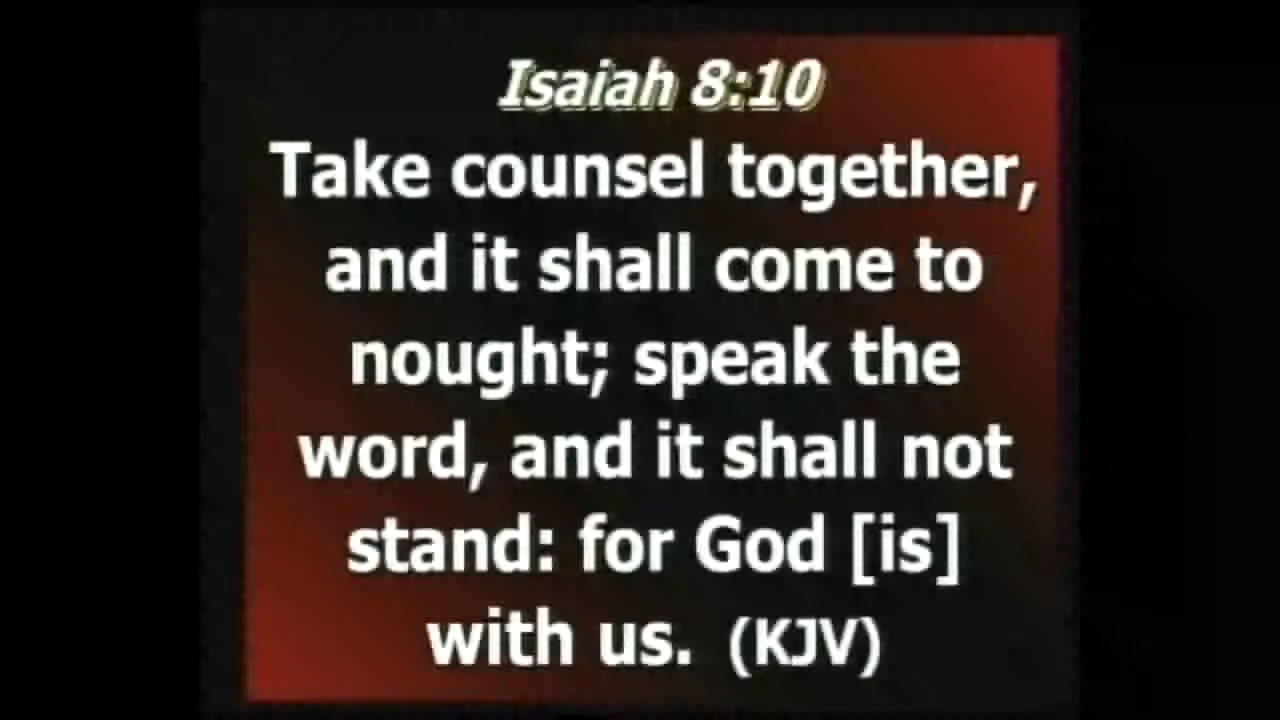 Isaiah 8:10
Take counsel together,
and it shall come to
nought; speak the
word, and it shall not
stand: for God [is]
with us. (KJV)